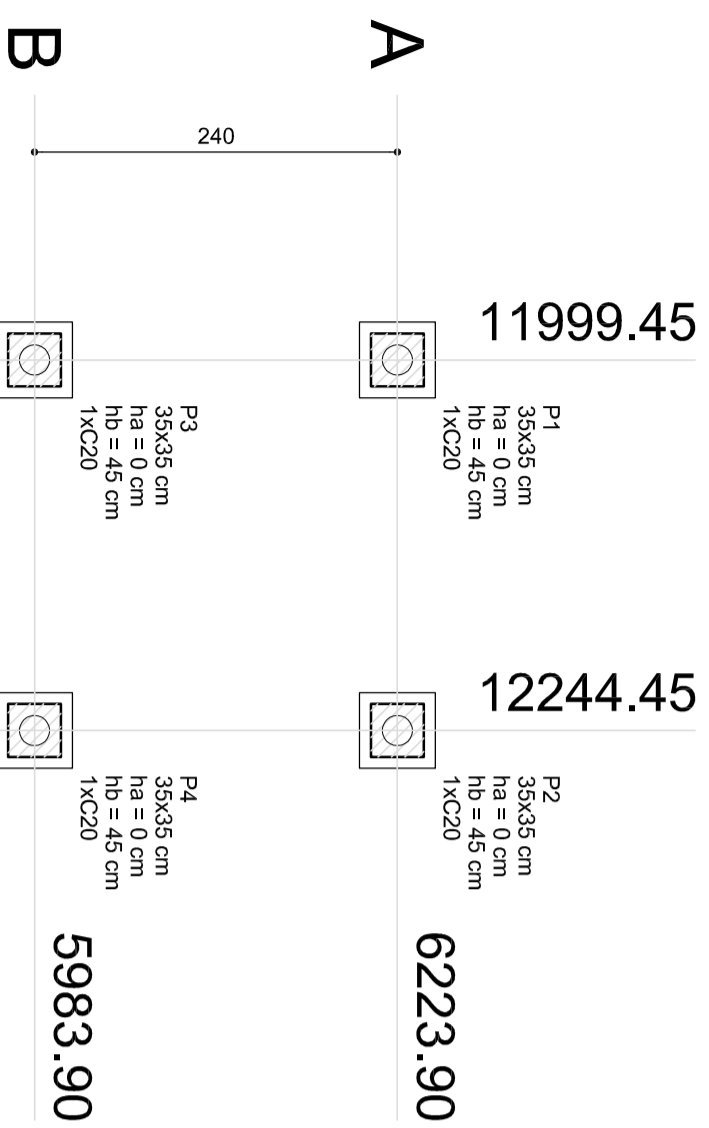 A
B
240
11999.45
12244.45
P1
35x35 cm
ha = 0 cm
hb = 45 cm
1xC20
P2
35x35 cm
ha = 0 cm
hb = 45 cm
1xC20
6223.90
P3
35x35 cm
ha = 0 cm
hb = 45 cm
1xC20
P4
35x35 cm
ha = 0 cm
hb = 45 cm
1xC20
5983.90